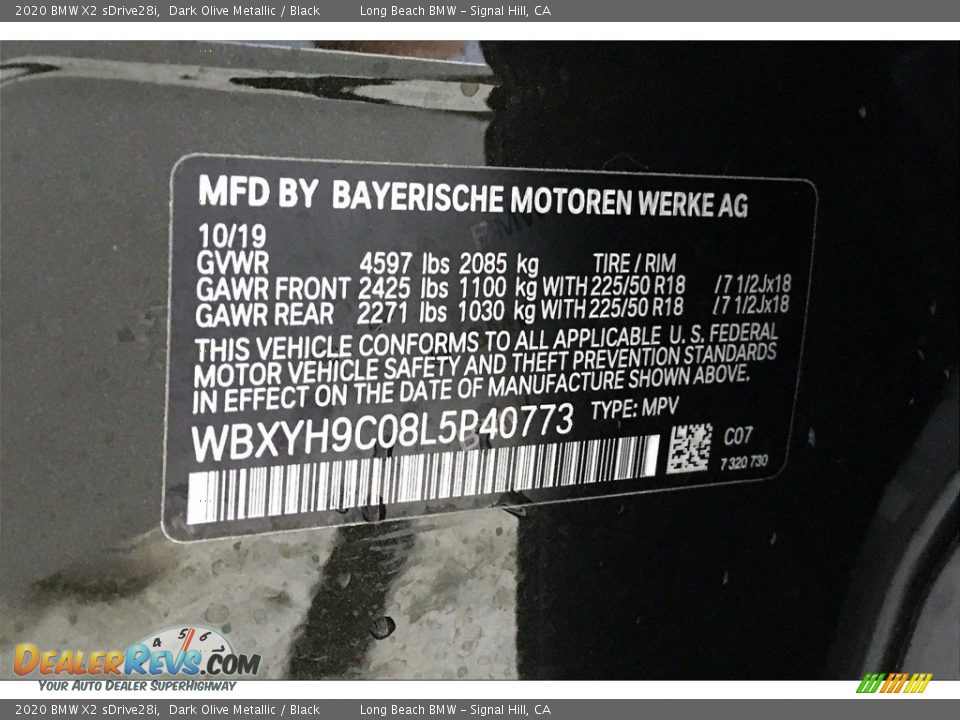 2020 BMW X2 sDrive28i, Dark Olive Metallic / Black Long Beach BMW - Signal Hill, CA
MFD BY BAYERISCHE MOTOREN WERKE AG
10/19
GVWR 4597 lbs 2085 kg TIRE / RIM
GAWR FRONT 2425 lbs 1100 kg WITH 225/50 R18 /7 1/2Jx18
GAWR REAR 2271 lbs 1030 kg WITH 225/50 R18 /7 1/2Jx18
THIS VEHICLE CONFORMS TO ALL APPLICABLE U. S. FEDERAL
MOTOR VEHICLE SAFETY AND THEFT PREVENTION STANDARDS
IN EFFECT ON THE DATE OF MANUFACTURE SHOWN ABOVE.
WBXYH9C08L5P40773 TYPE: MPV
C07
7 320 730
4 5 6
DEALERREVS.COM
YOUR AUTO DEALER SUPERHIGHWAY
2020 BMW X2 sDrive28i, Dark Olive Metallic / Black Long Beach BMW - Signal Hill, CA